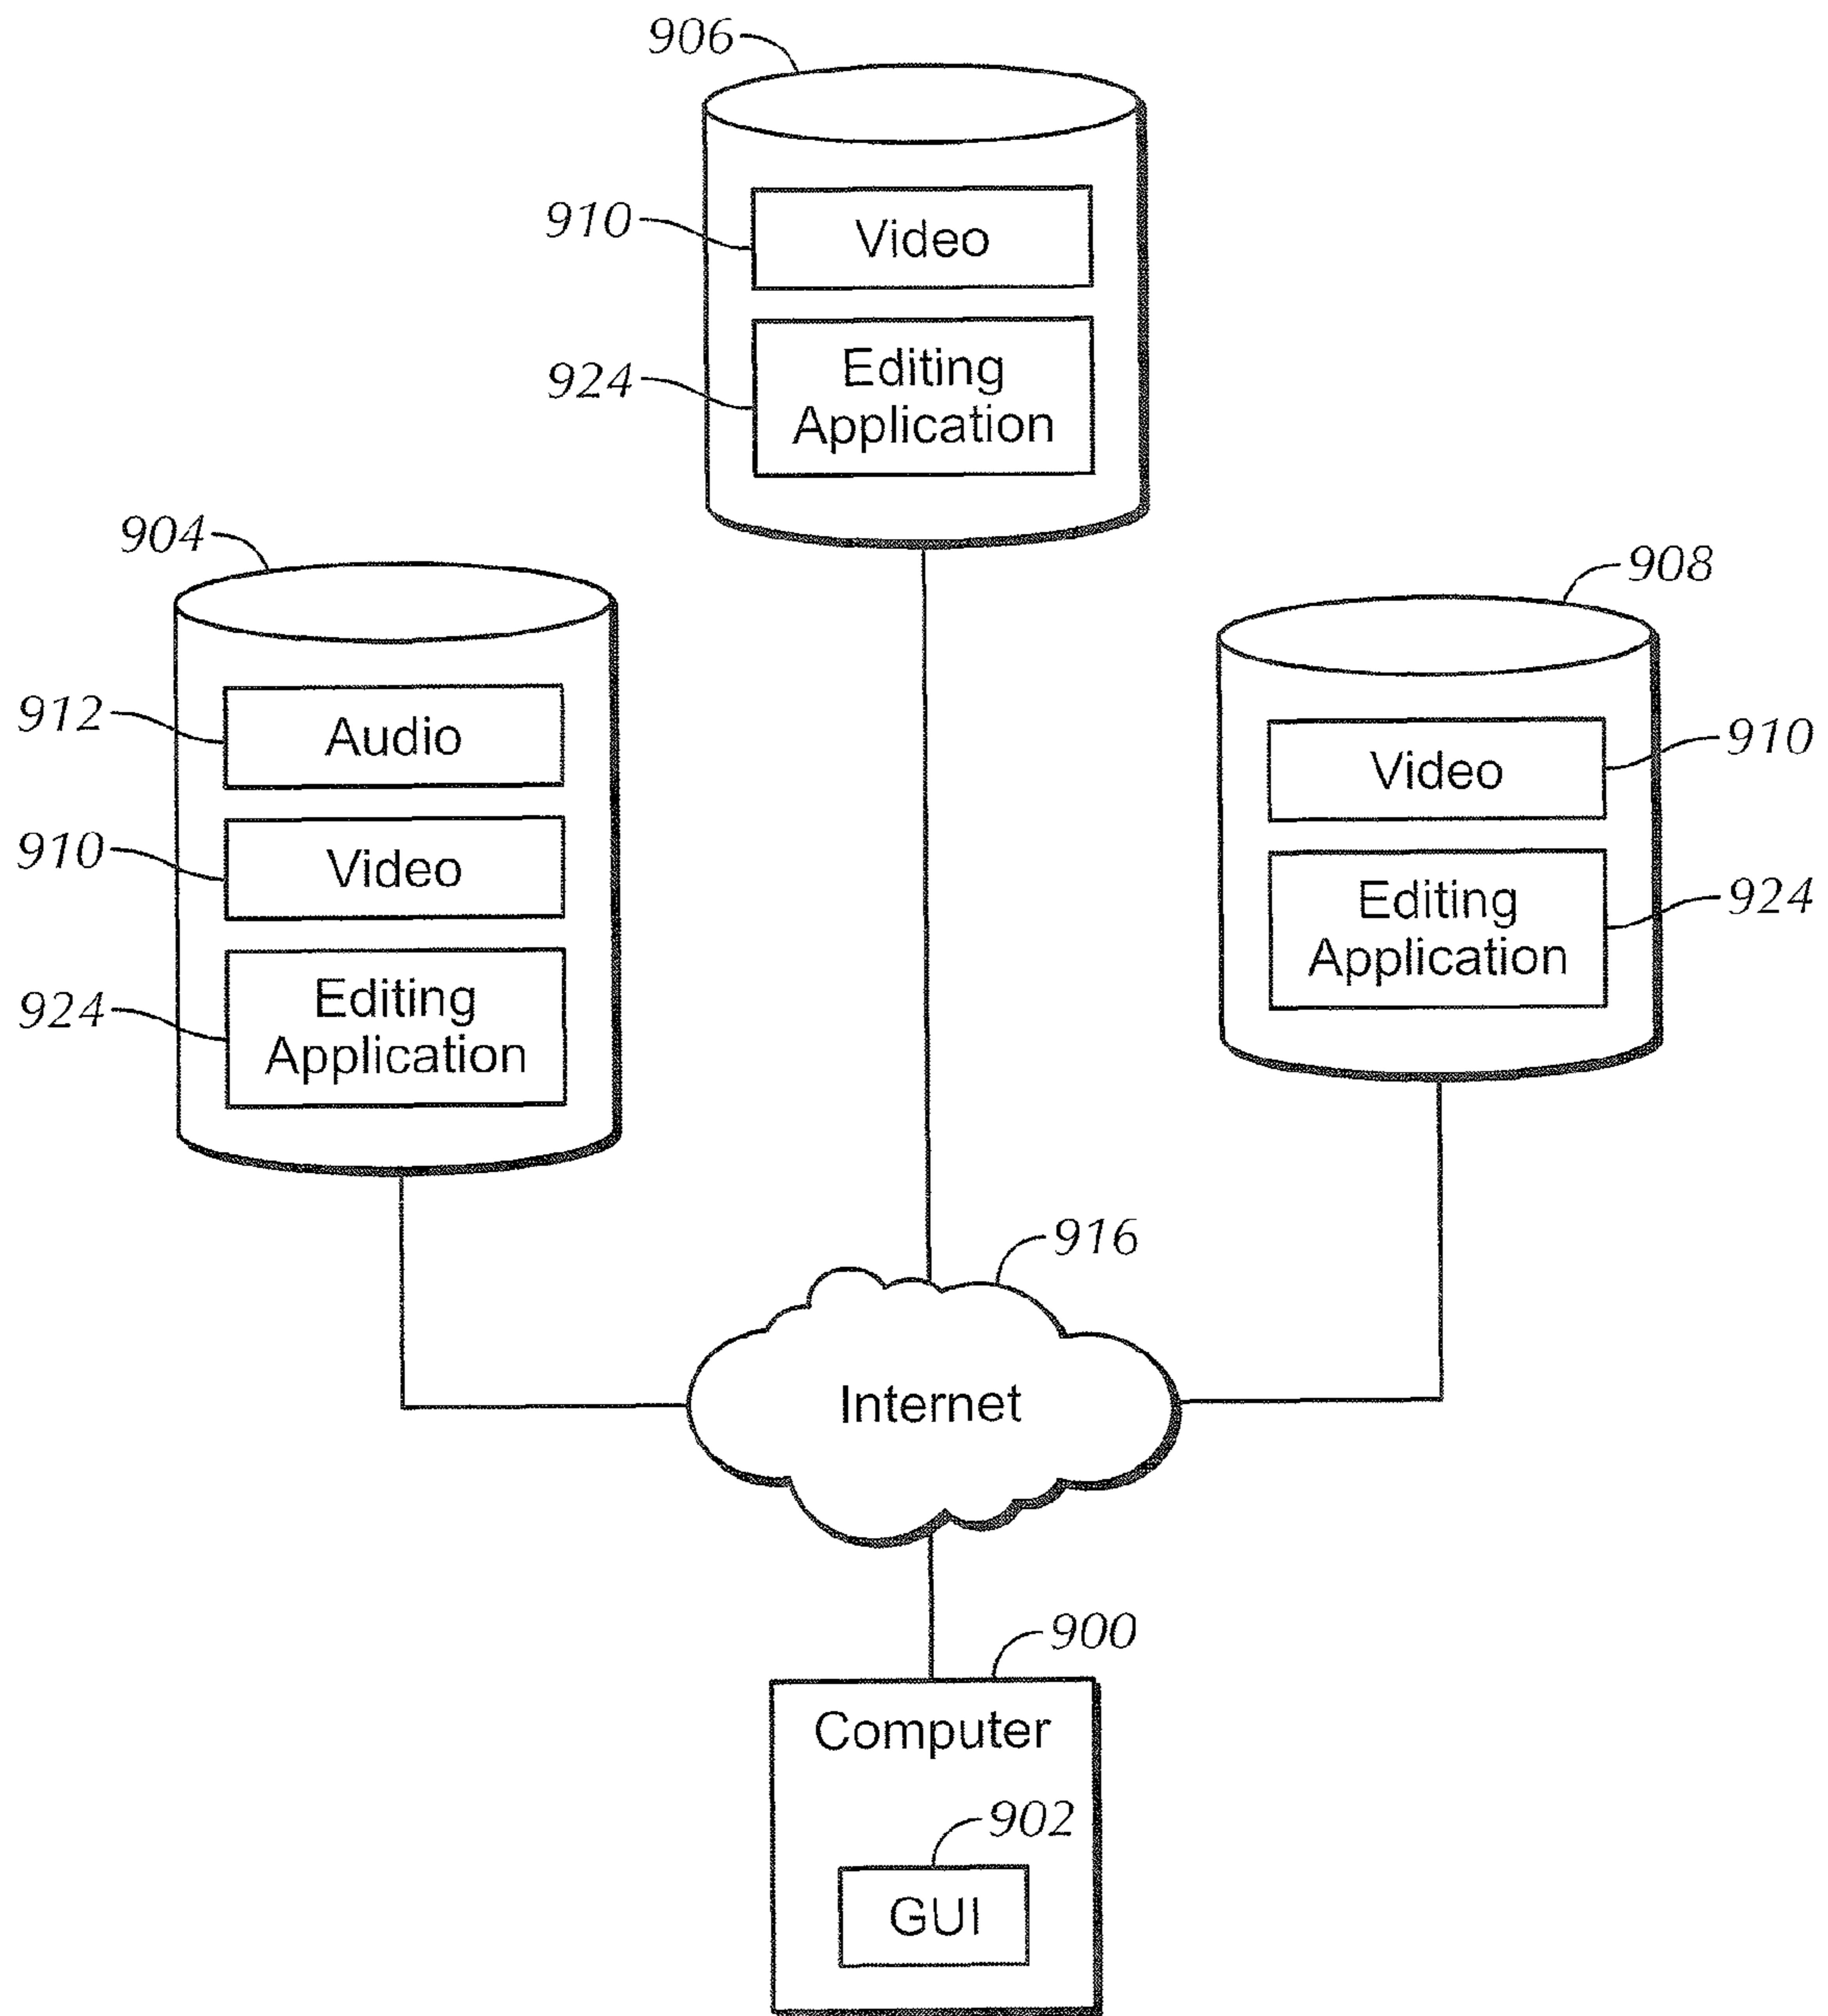 906
910
Video
924
Editing
Application
904
912
Audio
910
Video
924
Editing
Application
908
Video
910
Editing
Application
924
916
Internet
900
Computer
902
GUI